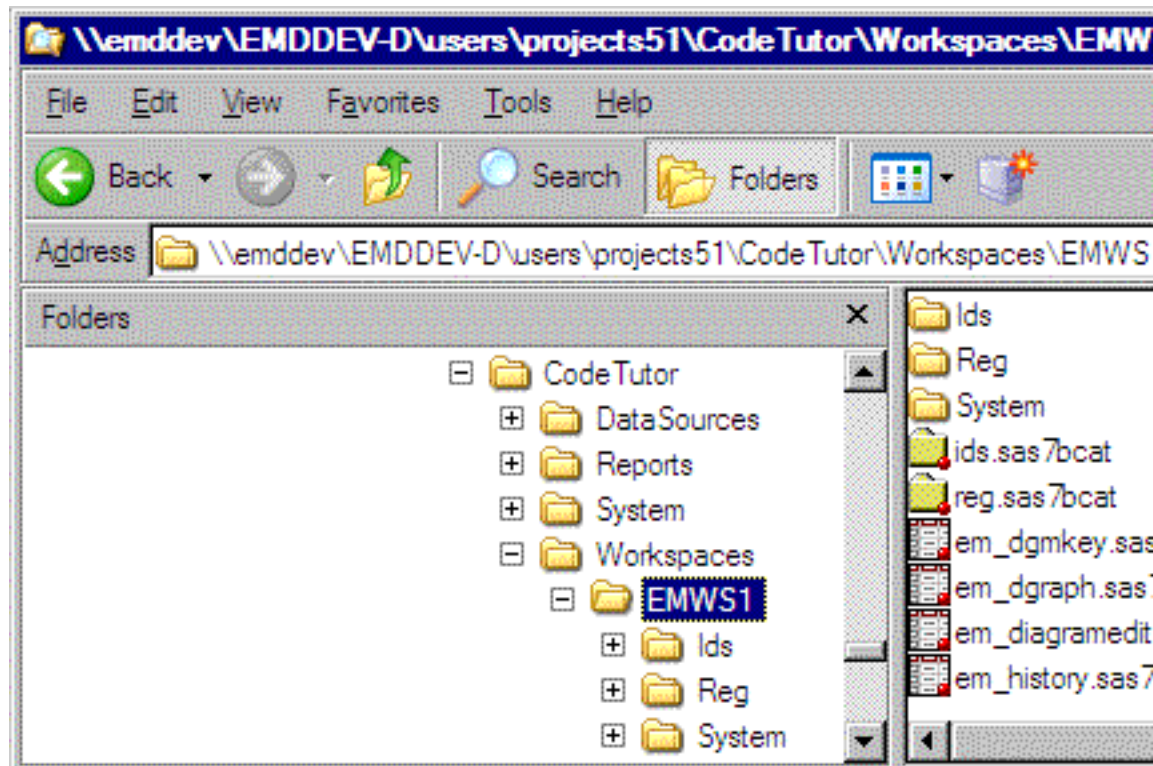 \\emddev\EMDDEV-D\users\projects51\CodeTutor\Workspaces\EMW
File Edit View Favorites Tools Help
Back Search Folders
Address \\emddev\EMDDEV-D\users\projects51\CodeTutor\Workspaces\EMWS
Folders
CodeTutor
DataSources
Reports
System
Workspaces
EMWS1
Ids
Reg
System
Ids
Reg
System
ids.sas7bcat
reg.sas7bcat
em_dgmkey.sas
em_dgraph.sas7
em_diagramedit
em_history.sas7